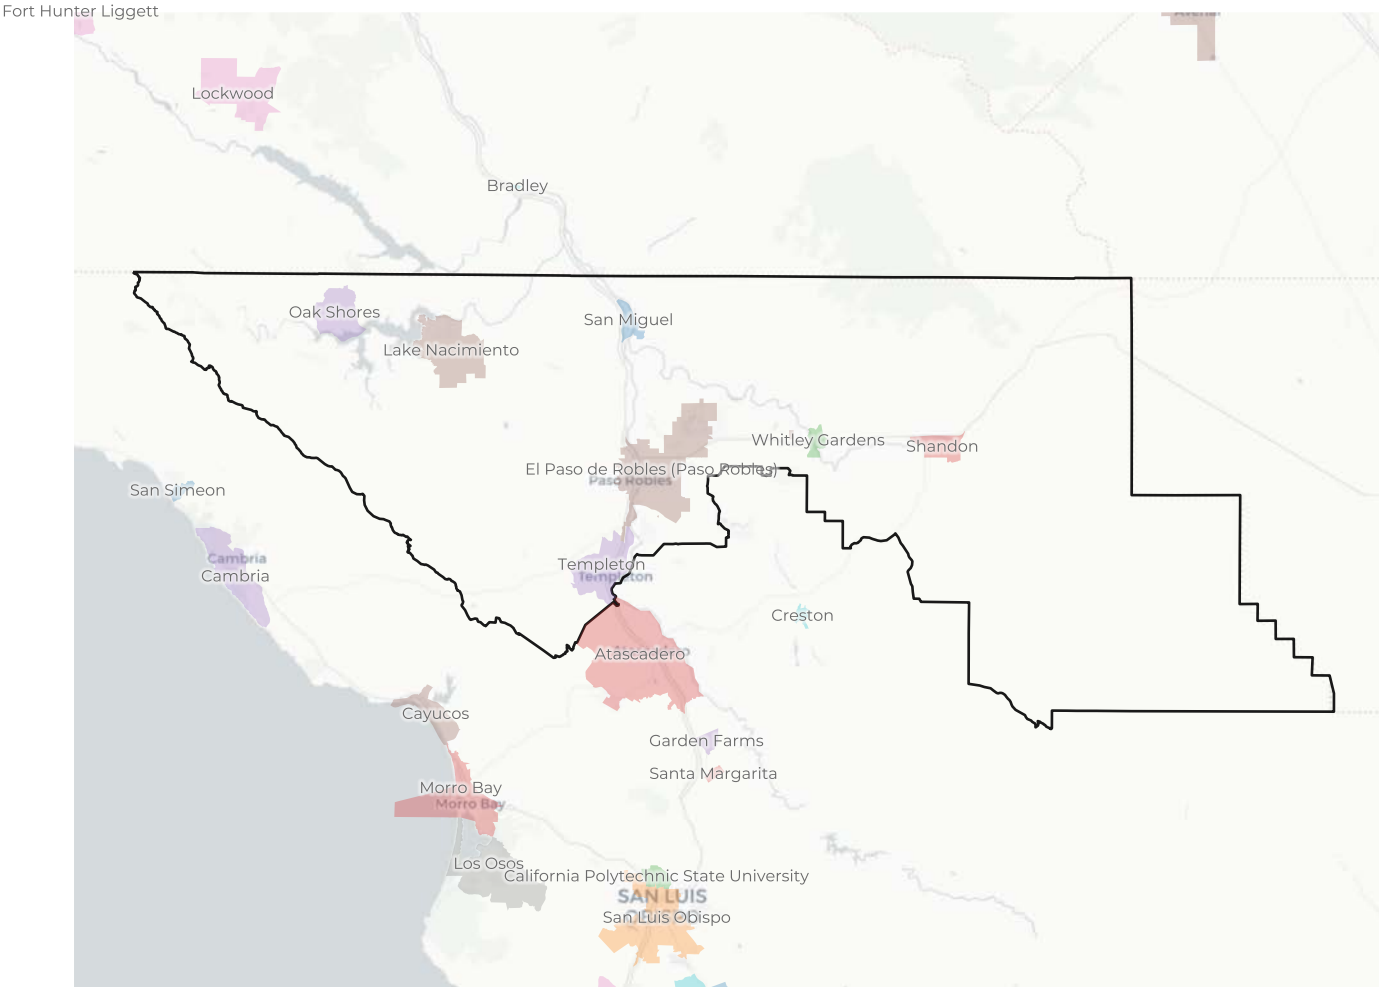 Fort Hunter Liggett
Lockwood
Bradley
Oak Shores
San Miguel
Lake Nacimiento
Whitley Gardens
Shandon
El Paso de Robles (Paso Robles)
Paso Robles
San Simeon
Cambria
Cambria
Templeton
Templeton
Creston
Atascadero
Cayucos
Garden Farms
Santa Margarita
Morro Bay
Morro Bay
Los Osos
California Polytechnic State University
SAN LUIS
San Luis Obispo